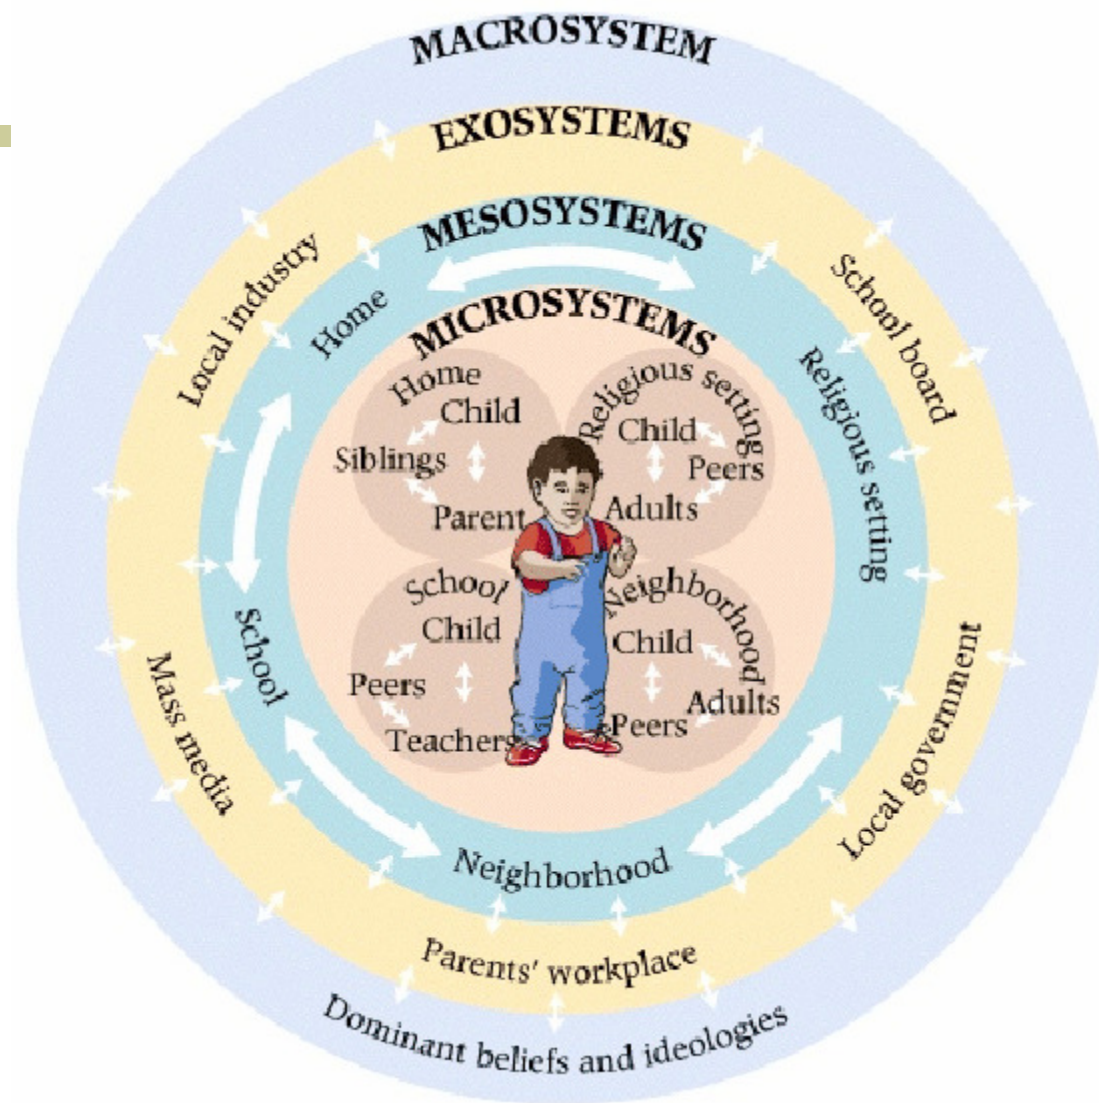 MACROSYSTEM
EXOSYSTEMS
MESOSYSTEMS
MICROSYSTEMS
Local industry
School board
Home
Religious setting
Home
Child
Siblings
Parent
Religious setting
Child
Peers
Adults
School
Child
Peers
Teachers
Neighborhood
Child
Adults
Peers
School
Mass media
Local government
Neighborhood
Parents' workplace
Dominant beliefs and ideologies